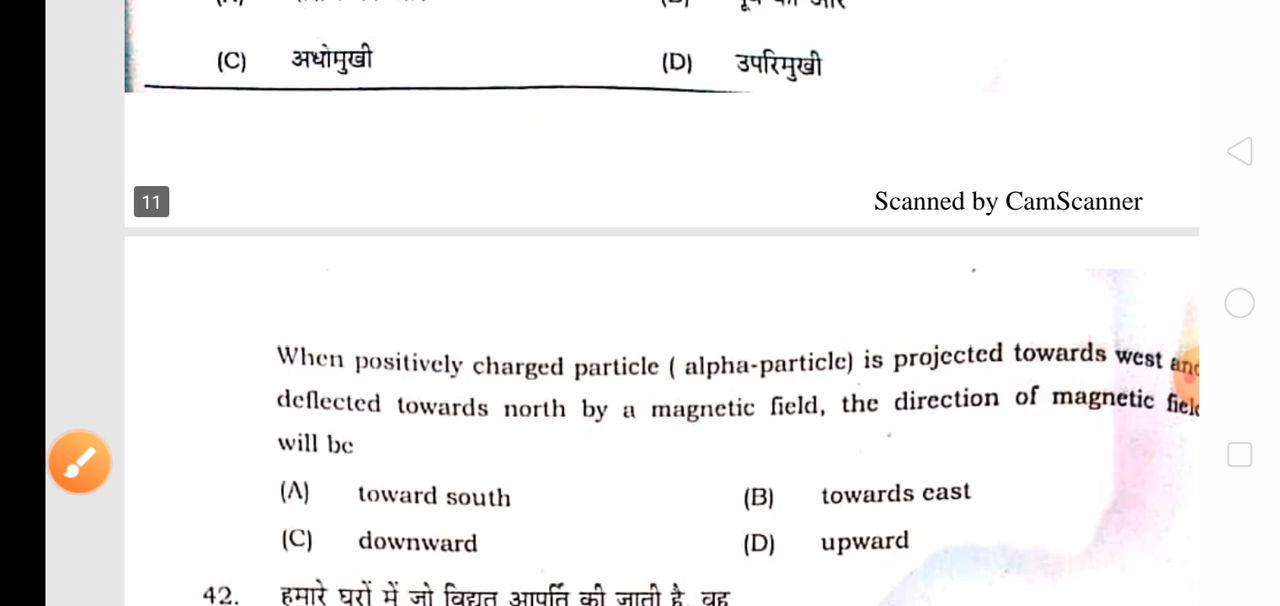 (C) अधोमुखी (D) उपरिमुखी
11
Scanned by CamScanner
When positively charged particle ( alpha-particle) is projected towards west and
deflected towards north by a magnetic field, the direction of magnetic field
will be
(A) toward south (B) towards east
(C) downward (D) upward
42. हमारे घरों में जो विद्युत आपूर्ति की जाती है, वह